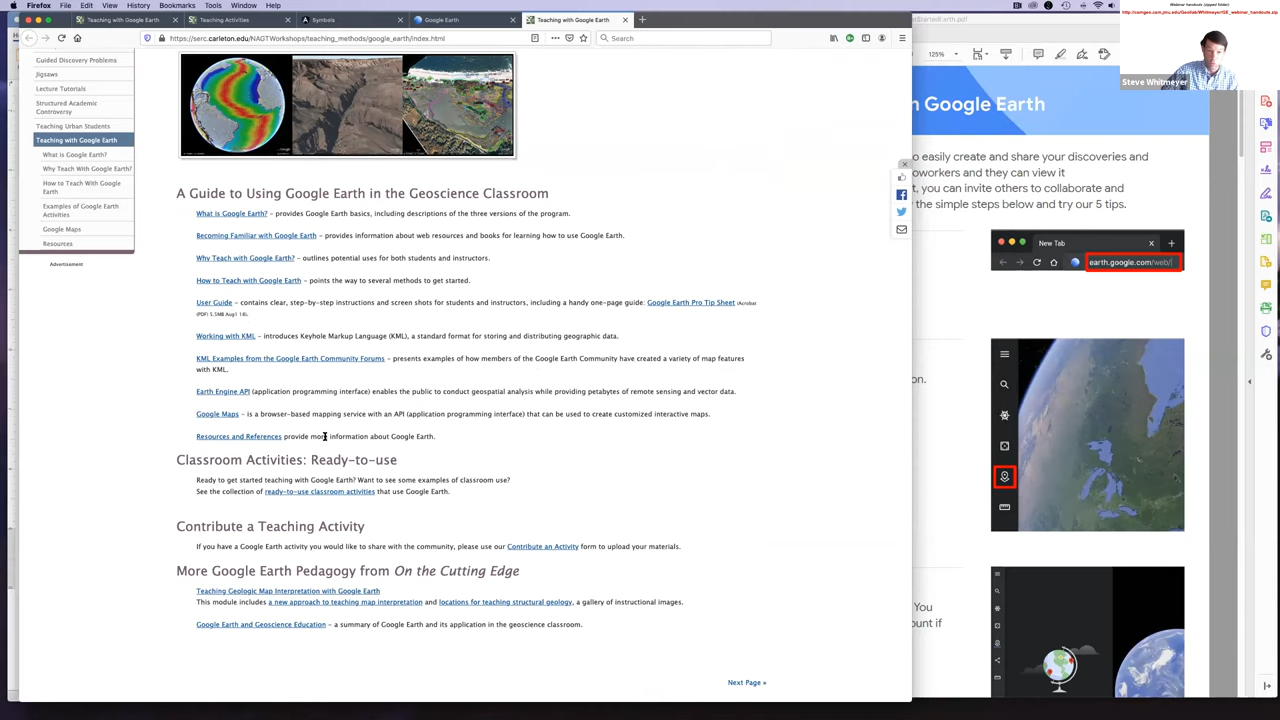 Firefox File Edit View History Bookmarks Tools Window Help
Webinar handouts (zipped folder)
Teaching with Google Earth
Teaching Activities
Symbols
Google Earth
Teaching with Google Earth
https://serc.carleton.edu/NAGTWorkshops/teaching_methods/google_earth/index.html
Search
125%
Steve Whitmeyer
Guided Discovery Problems
Jigsaws
Lecture Tutorials
Structured Academic
Controversy
Teaching Urban Students
Teaching with Google Earth
What is Google Earth?
Why Teach With Google Earth?
How to Teach With Google
Earth
Examples of Google Earth
Activities
Google Maps
Resources
Advertisement
A Guide to Using Google Earth in the Geoscience Classroom
What is Google Earth? – provides Google Earth basics, including descriptions of the three versions of the program.
Becoming Familiar with Google Earth – provides information about web resources and books for learning how to use Google Earth.
Why Teach with Google Earth? – outlines potential uses for both students and instructors.
How to Teach with Google Earth – points the way to several methods to get started.
User Guide – contains clear, step-by-step instructions and screen shots for students and instructors, including a handy one-page guide: Google Earth Pro Tip Sheet (Acrobat
(PDF) 5.5MB Aug1 18).
Working with KML – introduces Keyhole Markup Language (KML), a standard format for storing and distributing geographic data.
KML Examples from the Google Earth Community Forums – presents examples of how members of the Google Earth Community have created a variety of map features
with KML.
Earth Engine API (application programming interface) enables the public to conduct geospatial analysis while providing petabytes of remote sensing and vector data.
Google Maps – is a browser-based mapping service with an API (application programming interface) that can be used to create customized interactive maps.
Resources and References provide more information about Google Earth.
Classroom Activities: Ready-to-use
Ready to get started teaching with Google Earth? Want to see some examples of classroom use?
See the collection of ready-to-use classroom activities that use Google Earth.
Contribute a Teaching Activity
If you have a Google Earth activity you would like to share with the community, please use our Contribute an Activity form to upload your materials.
More Google Earth Pedagogy from On the Cutting Edge
Teaching Geologic Map Interpretation with Google Earth
This module includes a new approach to teaching map interpretation and locations for teaching structural geology, a gallery of instructional images.
Google Earth and Geoscience Education – a summary of Google Earth and its application in the geoscience classroom.
Next Page »
Google Earth
o easily create and share your discoveries and
oworkers and they can view it
t, you can invite others to collaborate and
y the simple steps below and try our 5 tips.
New Tab
earth.google.com/web/
on.
You
ount if